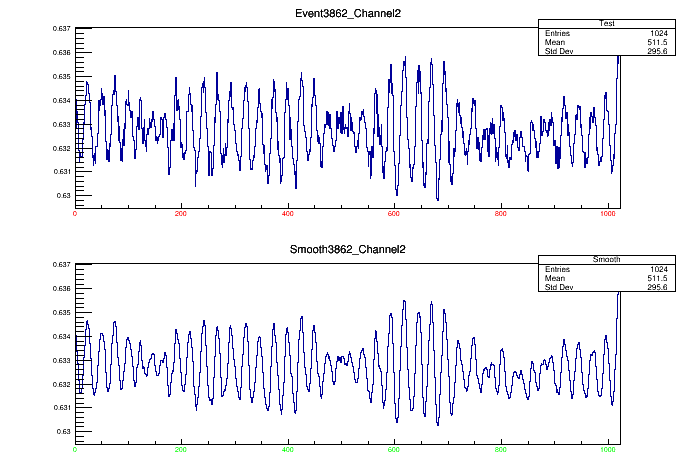 Event3862_Channel2
Test
Entries 1024
Mean 511.5
Std Dev 295.6
0.637
0.636
0.635
0.634
0.633
0.632
0.631
0.63
0 200 400 600 800 1000
Smooth3862_Channel2
Smooth
Entries 1024
Mean 511.5
Std Dev 295.6
0.637
0.636
0.635
0.634
0.633
0.632
0.631
0.63
0 200 400 600 800 1000